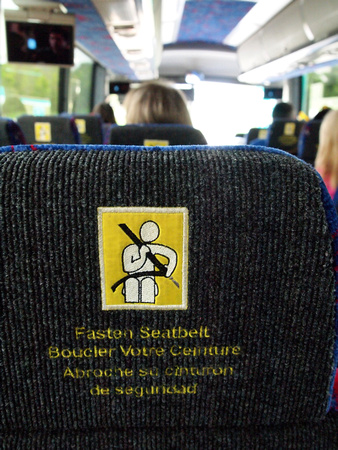 Fasten Seatbelt
Boucler Votre Ceinture
Abroche su cinturon
de seguridad